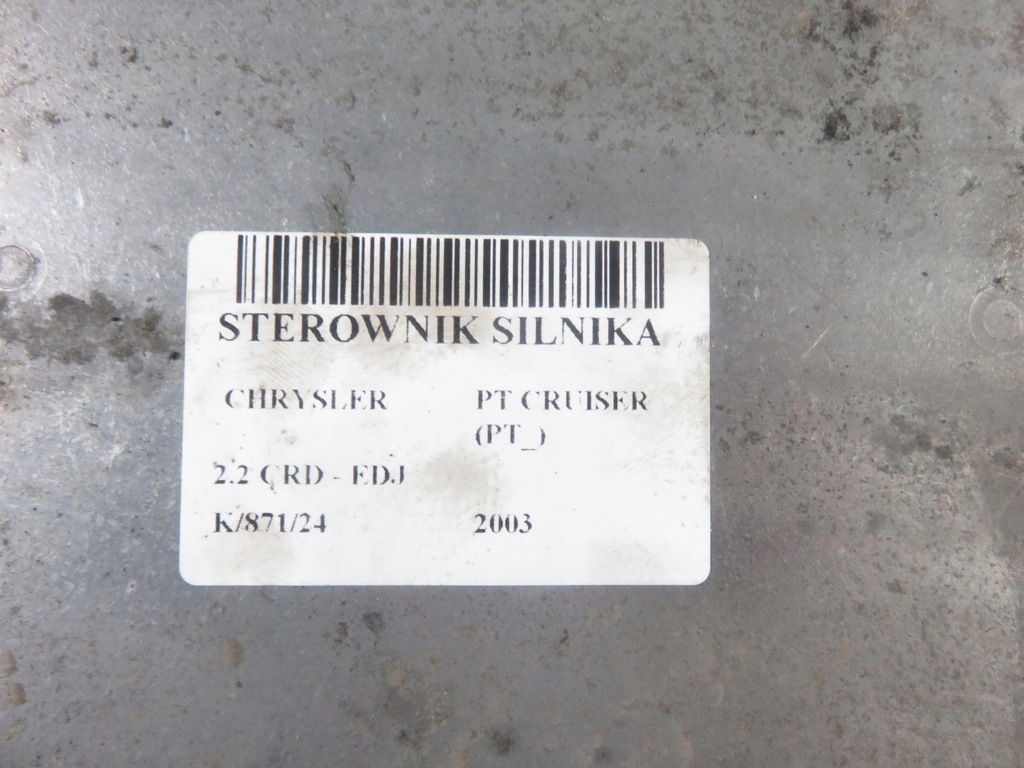 STEROWNIK SILNIKA
CHRYSLER PT CRUISER
(PT_)
2.2 CRD - EDJ
K/871/24 2003